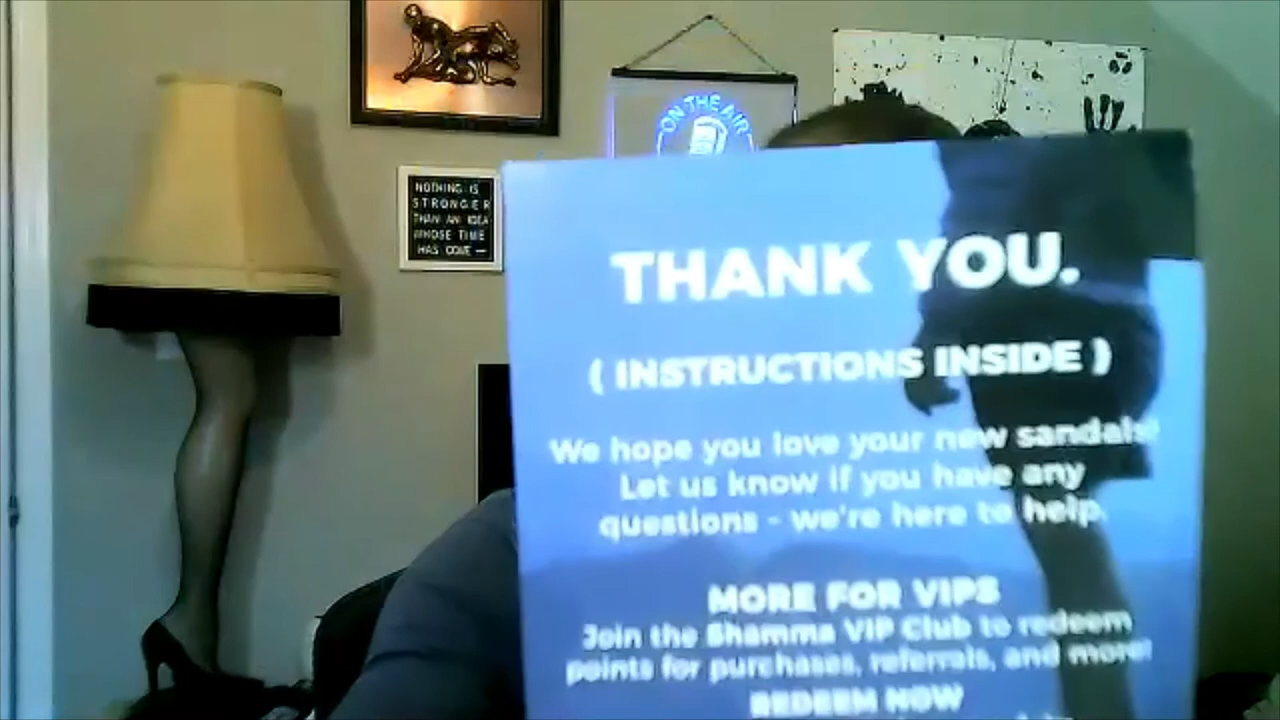 ON THE AIR
NOTHING IS
STRONGER
THAN AN IDEA
WHOSE TIME
HAS COME —
THANK YOU.
( INSTRUCTIONS INSIDE )
We hope you love your new sandals!
Let us know if you have any
questions - we're here to help.
MORE FOR VIPS
Join the Shamma VIP Club to redeem
points for purchases, referrals, and more!
REDEEM NOW